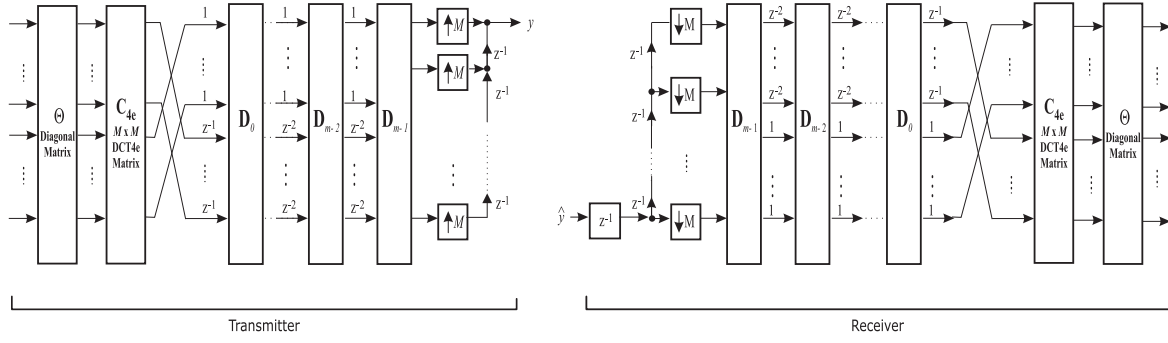 1 1 1 ↑M y
z⁻¹
↑M
z⁻¹
Θ
Diagonal
Matrix
C₄ₑ
M x M
DCT4e
Matrix
1 1 1
z⁻¹ z⁻² z⁻²
D₀ Dₘ₋₂ Dₘ₋₁
z⁻¹ z⁻² z⁻² ↑M
z⁻¹
Transmitter
↓M z⁻² z⁻² z⁻¹
z⁻¹
↓M z⁻² z⁻² z⁻¹
z⁻¹
1 1 1
Dₘ₋₁ Dₘ₋₂ D₀
C₄ₑ
M x M
DCT4e
Matrix
Θ
Diagonal
Matrix
z⁻¹
ŷ z⁻¹ ↓M 1 1 1
Receiver